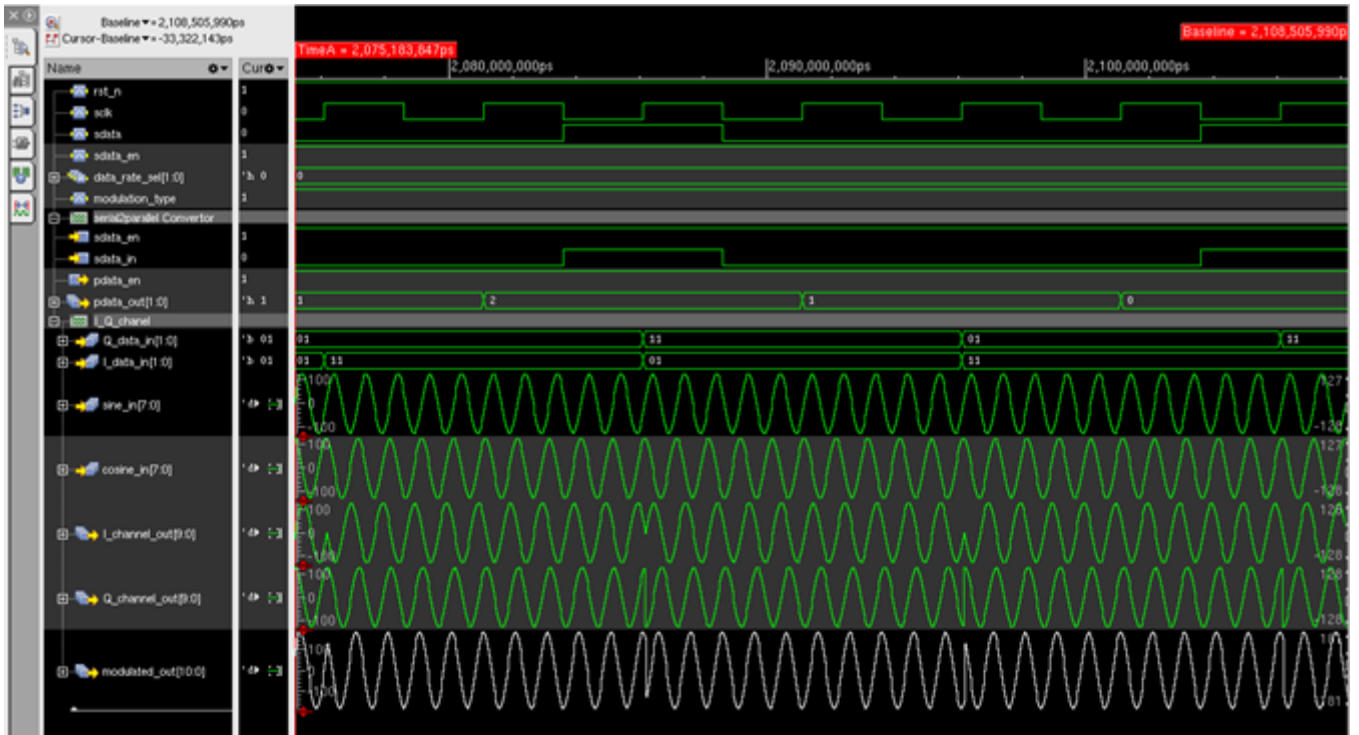 Baseline▼= 2,108,505,990ps
Cursor-Baseline▼= -33,322,143ps
Baseline = 2,108,505,990p
TimeA = 2,075,183,847ps
2,080,000,000ps 2,090,000,000ps 2,100,000,000ps
Name
rst_n 1
sclk 0
sdata 0
sdata_en 1
data_rate_sel[1:0] 'h 0 0
modulation_type 1
serial2parallel Convertor
sdata_en 1
sdata_in 0
pdata_en 1
pdata_out[1:0] 'h 1 1 2 1 0
I_Q_chanel
Q_data_in[1:0] 01 01 11 01 11
I_data_in[1:0] 01 01 11 01 11
sine_in[7:0] 100 0 -100 127
cosine_in[7:0] 100 0 127 -128
I_channel_out[9:0] 100 0 -128
Q_channel_out[9:0] 100 0 -128
modulated_out[10:0]